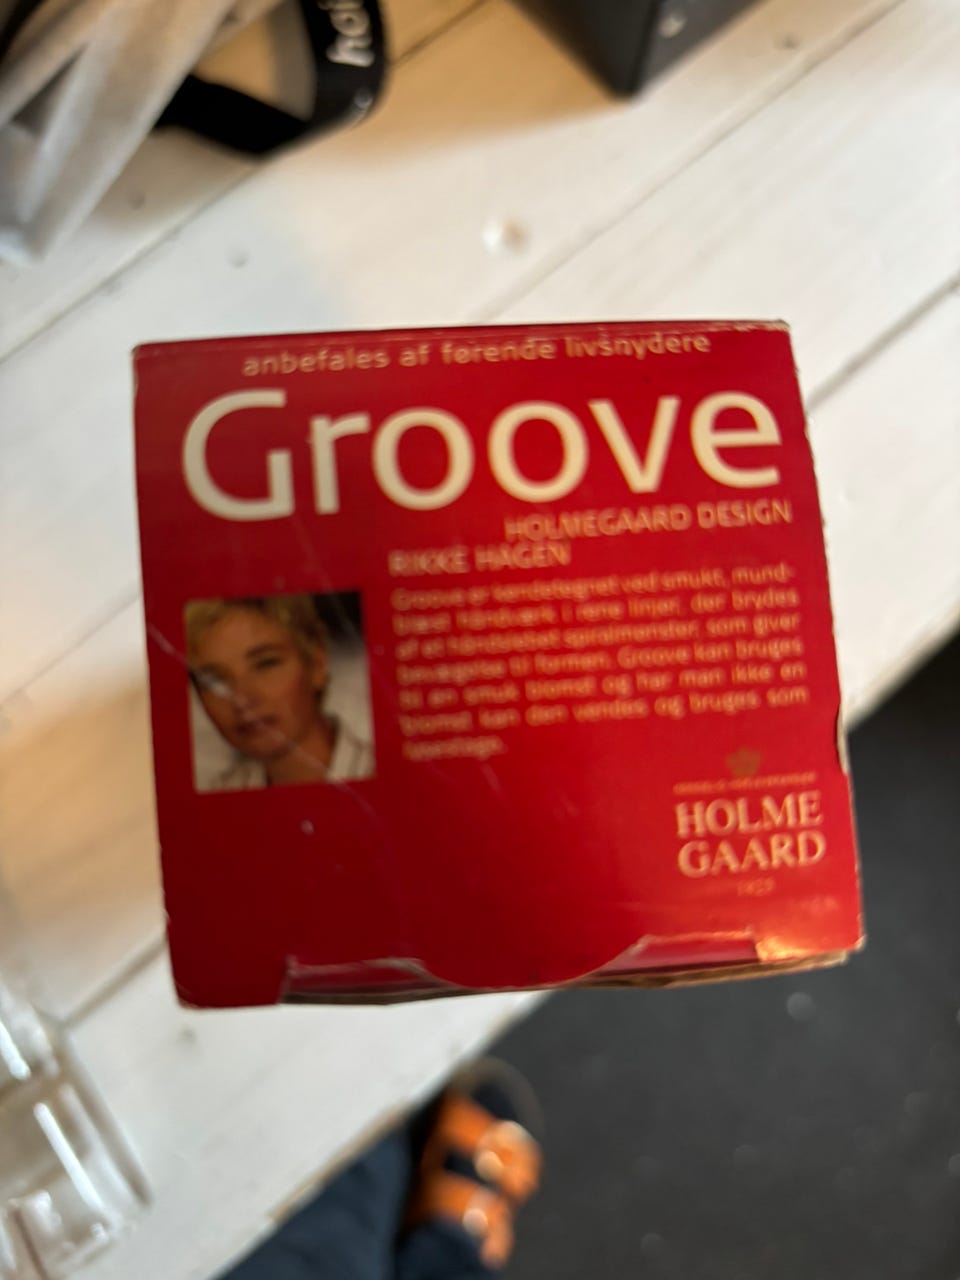 hoi
anbefales af førende livsnydere
Groove
HOLMEGAARD DESIGN
RIKKE HAGEN
Groove er kendetegnet ved smukt, mund-
blæst håndværk i rene linjer, der brydes
af et håndslebet spiralmønster, som giver
bevægelse til formen. Groove kan bruges
til en smuk blomst og har man ikke en
blomst kan den vendes og bruges som
lysestage.
HOLME
GAARD